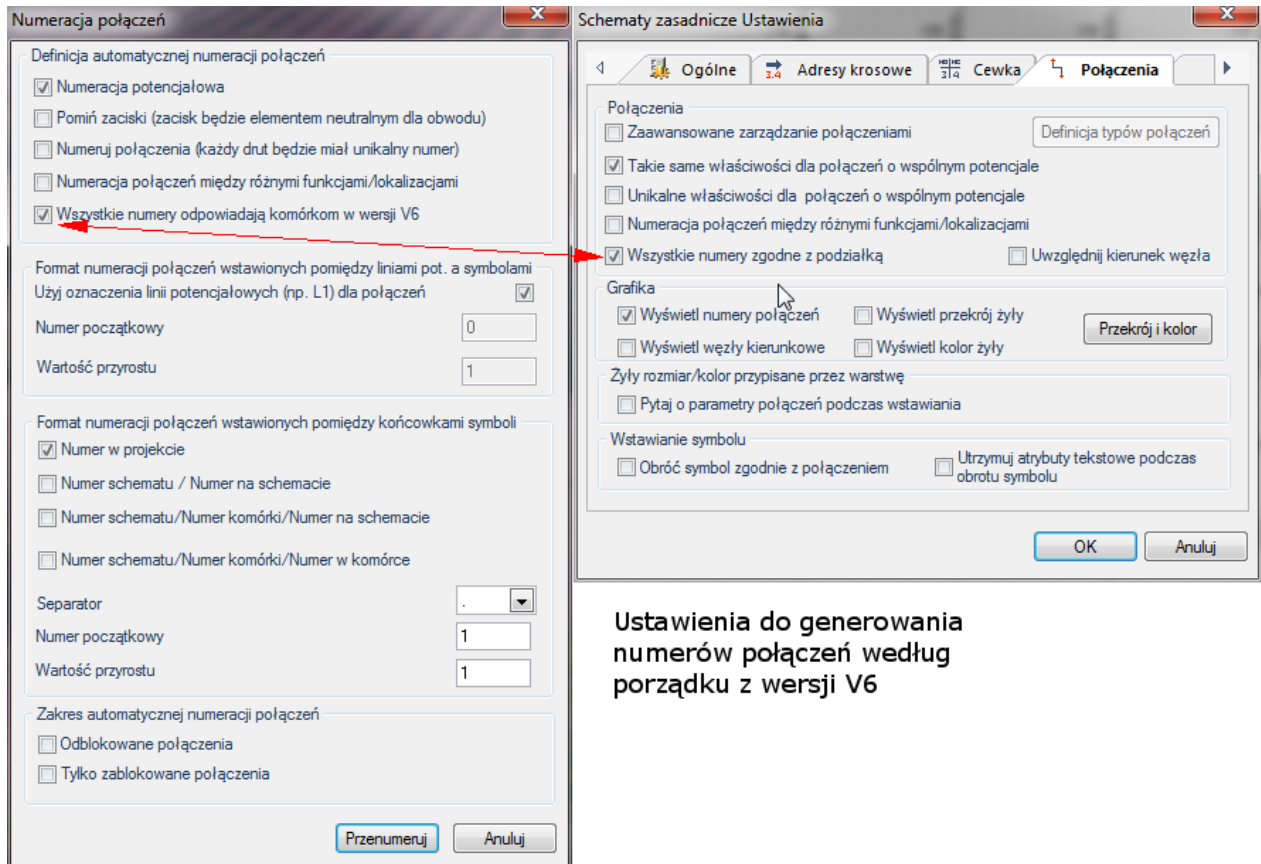 Numeracja połączeń
Definicja automatycznej numeracji połączeń
Numeracja potencjałowa
Pomiń zaciski (zacisk będzie elementem neutralnym dla obwodu)
Numeruj połączenia (każdy drut będzie miał unikalny numer)
Numeracja połączeń między różnymi funkcjami/lokalizacjami
Wszystkie numery odpowiadają komórkom w wersji V6
Format numeracji połączeń wstawionych pomiędzy liniami pot. a symbolami
Użyj oznaczenia linii potencjałowych (np. L1) dla połączeń
Numer początkowy
0
Wartość przyrostu
1
Format numeracji połączeń wstawionych pomiędzy końcowkami symboli
Numer w projekcie
Numer schematu / Numer na schemacie
Numer schematu/Numer komórki/Numer na schemacie
Numer schematu/Numer komórki/Numer w komórce
Separator
.
Numer początkowy
1
Wartość przyrostu
1
Zakres automatycznej numeracji połączeń
Odblokowane połączenia
Tylko zablokowane połączenia
Przenumeruj
Anuluj
Schematy zasadnicze Ustawienia
Ogólne
3.4 Adresy krosowe
NO NC 3 4 Cewka
Połączenia
Połączenia
Zaawansowane zarządzanie połączeniami
Definicja typów połączeń
Takie same właściwości dla połączeń o wspólnym potencjale
Unikalne właściwości dla połączeń o wspólnym potencjale
Numeracja połączeń między różnymi funkcjami/lokalizacjami
Wszystkie numery zgodne z podziałką
Uwzględnij kierunek węzła
Grafika
Wyświetl numery połączeń
Wyświetl przekrój żyły
Przekrój i kolor
Wyświetl węzły kierunkowe
Wyświetl kolor żyły
Żyły rozmiar/kolor przypisane przez warstwę
Pytaj o parametry połączeń podczas wstawiania
Wstawianie symbolu
Obróć symbol zgodnie z połączeniem
Utrzymuj atrybuty tekstowe podczas
obrotu symbolu
OK
Anuluj
Ustawienia do generowania
numerów połączeń według
porządku z wersji V6